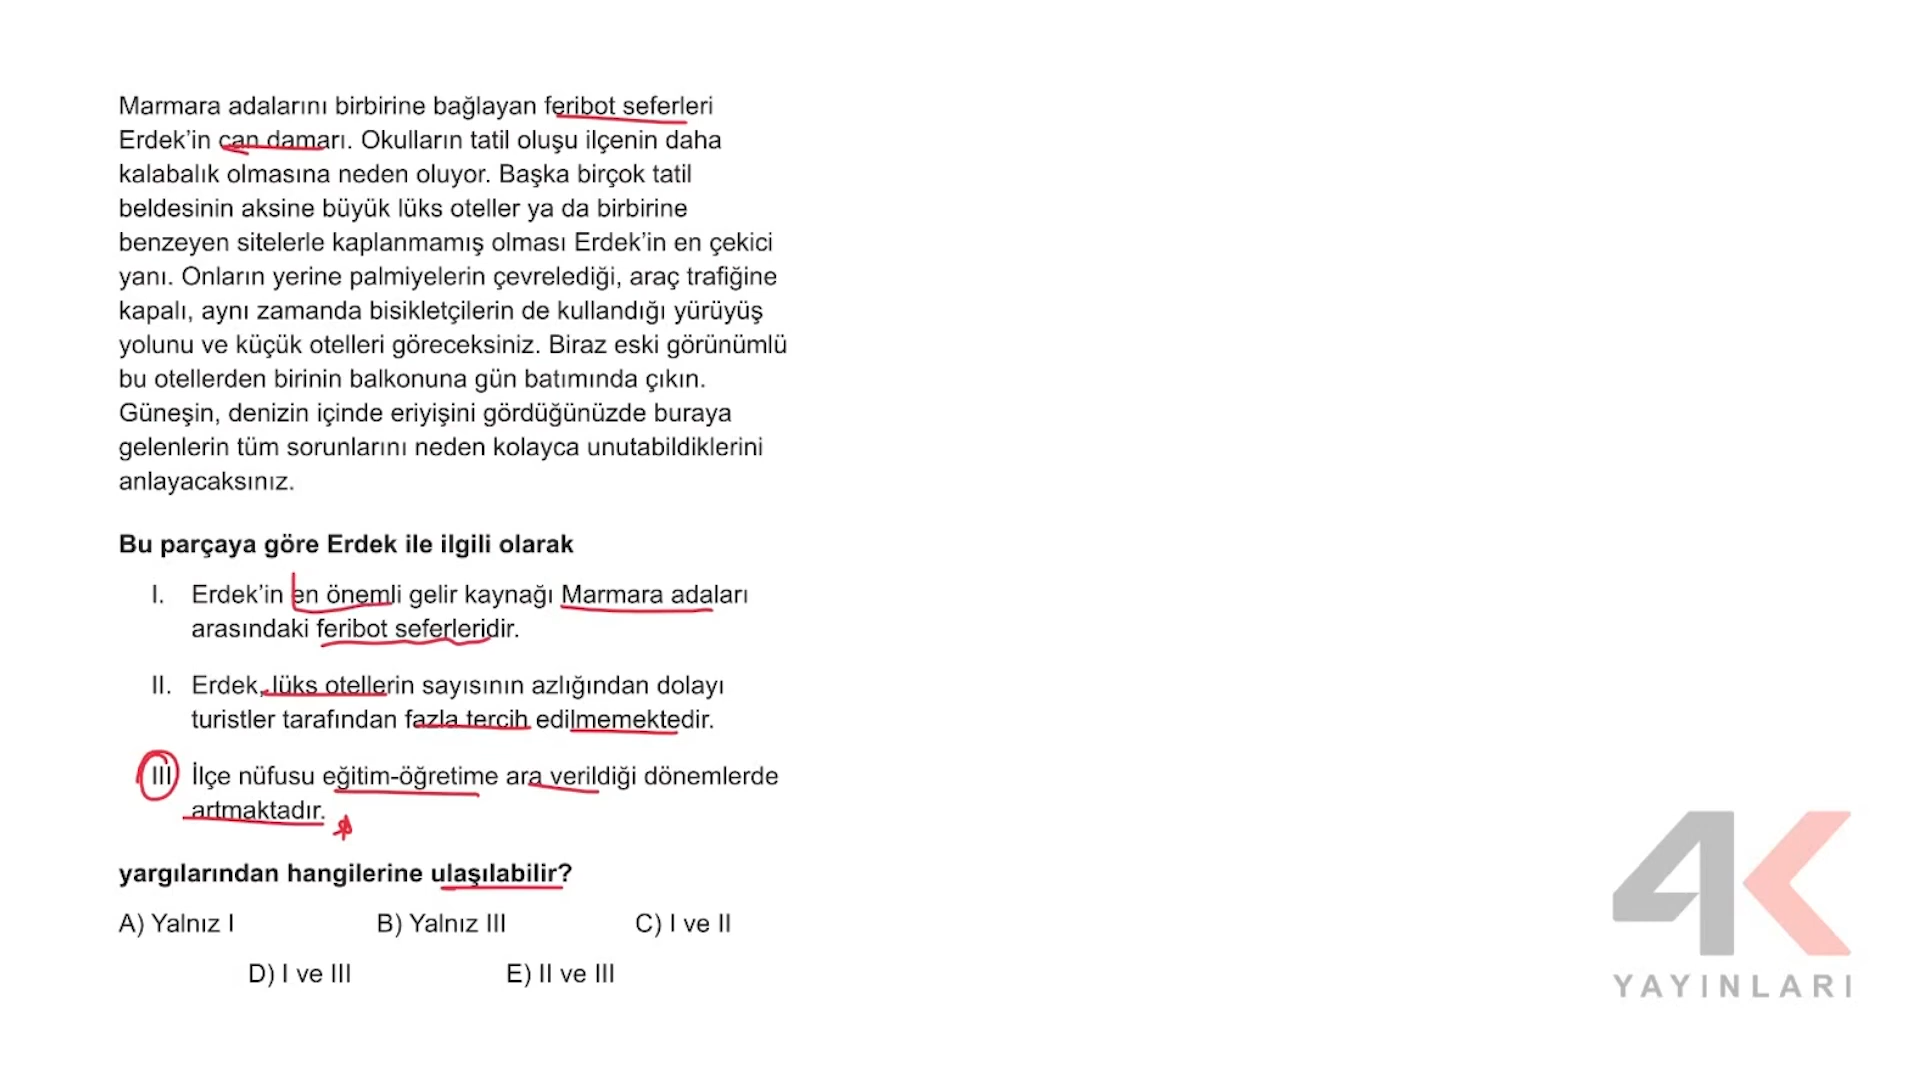 Marmara adalarını birbirine bağlayan feribot seferleri
Erdek’in can damarı. Okulların tatil oluşu ilçenin daha
kalabalık olmasına neden oluyor. Başka birçok tatil
beldesinin aksine büyük lüks oteller ya da birbirine
benzeyen sitelerle kaplanmamış olması Erdek’in en çekici
yanı. Onların yerine palmiyelerin çevrelediği, araç trafiğine
kapalı, aynı zamanda bisikletçilerin de kullandığı yürüyüş
yolunu ve küçük otelleri göreceksiniz. Biraz eski görünümlü
bu otellerden birinin balkonuna gün batımında çıkın.
Güneşin, denizin içinde eriyişini gördüğünüzde buraya
gelenlerin tüm sorunlarını neden kolayca unutabildiklerini
anlayacaksınız.
Bu parçaya göre Erdek ile ilgili olarak
I. Erdek’in en önemli gelir kaynağı Marmara adaları
arasındaki feribot seferleridir.
II. Erdek, lüks otellerin sayısının azlığından dolayı
turistler tarafından fazla tercih edilmemektedir.
III İlçe nüfusu eğitim-öğretime ara verildiği dönemlerde
artmaktadır.
yargılarından hangilerine ulaşılabilir?
A) Yalnız I B) Yalnız III C) I ve II
D) I ve III E) II ve III
4K
YAYINLARI